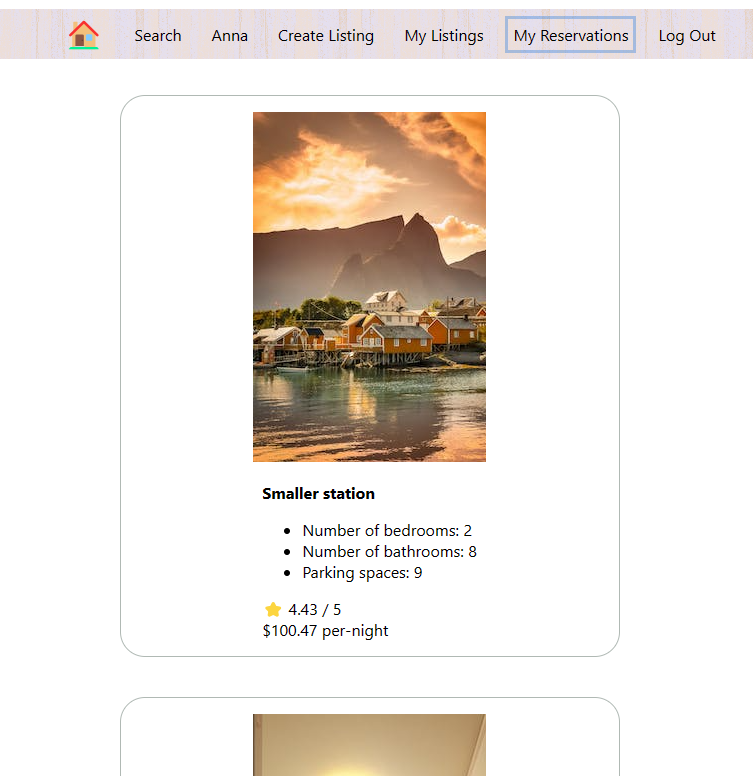 Search Anna Create Listing My Listings My Reservations Log Out
Smaller station
Number of bedrooms: 2
Number of bathrooms: 8
Parking spaces: 9
4.43 / 5
$100.47 per-night